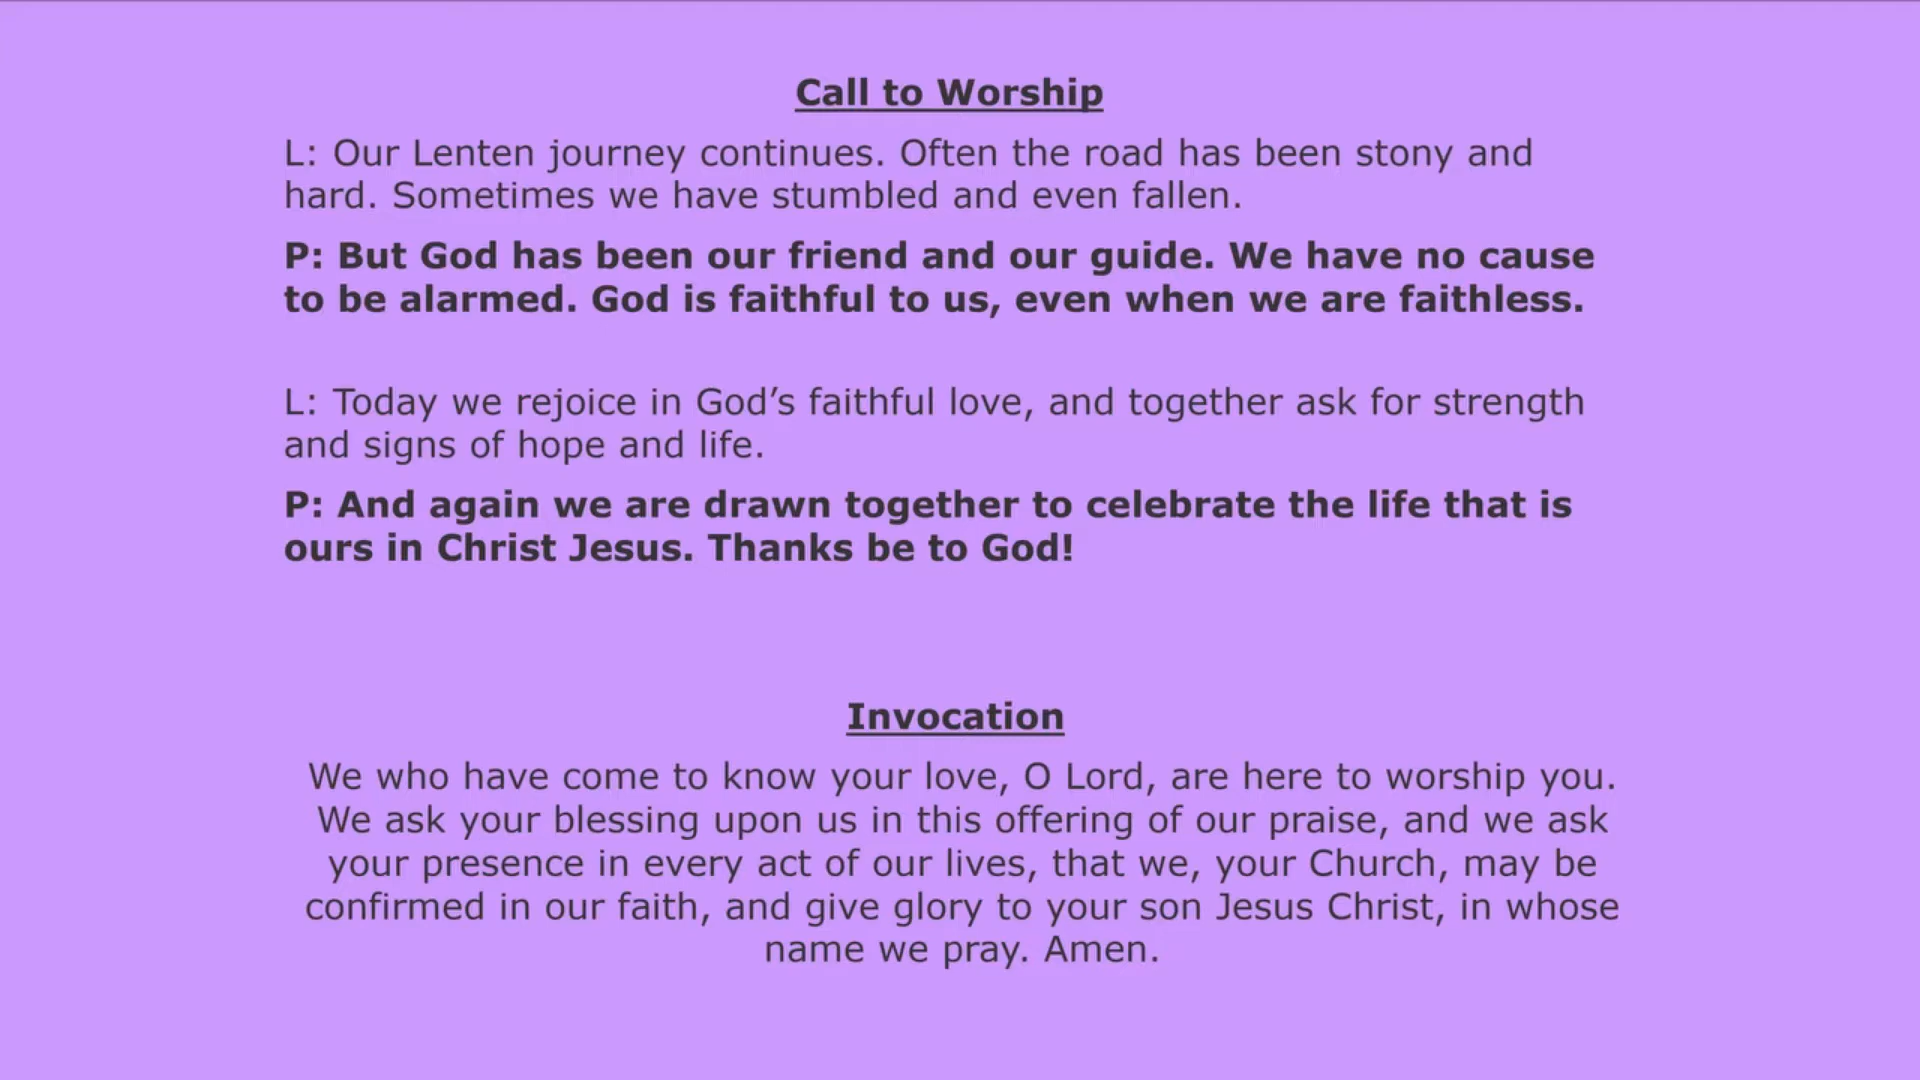 Call to Worship
L: Our Lenten journey continues. Often the road has been stony and
hard. Sometimes we have stumbled and even fallen.
P: But God has been our friend and our guide. We have no cause
to be alarmed. God is faithful to us, even when we are faithless.
L: Today we rejoice in God’s faithful love, and together ask for strength
and signs of hope and life.
P: And again we are drawn together to celebrate the life that is
ours in Christ Jesus. Thanks be to God!
Invocation
We who have come to know your love, O Lord, are here to worship you.
We ask your blessing upon us in this offering of our praise, and we ask
your presence in every act of our lives, that we, your Church, may be
confirmed in our faith, and give glory to your son Jesus Christ, in whose
name we pray. Amen.